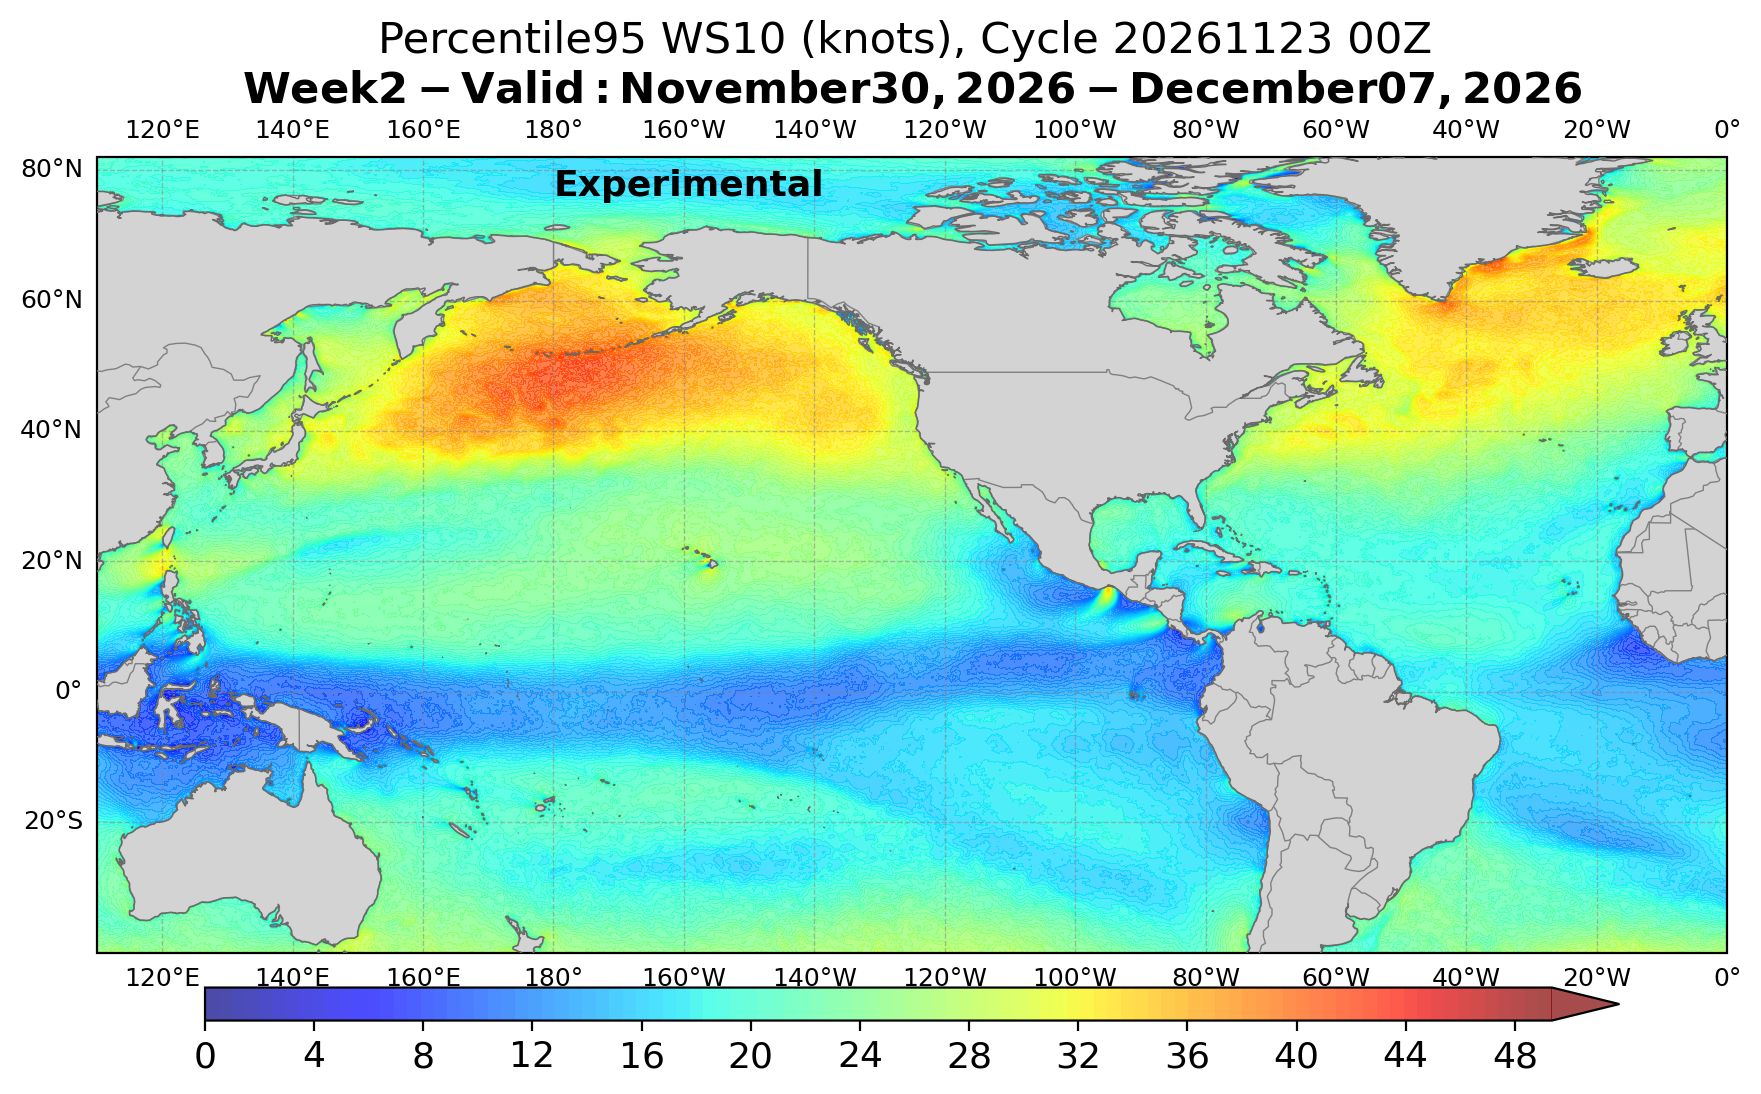 Percentile95 WS10 (knots), Cycle 20261123 00Z
Week2 – Valid : November30, 2026 – December07, 2026
120°E 140°E 160°E 180° 160°W 140°W 120°W 100°W 80°W 60°W 40°W 20°W 0°
80°N
Experimental
60°N
40°N
20°N
0°
20°S
120°E 140°E 160°E 180° 160°W 140°W 120°W 100°W 80°W 60°W 40°W 20°W 0°
0 4 8 12 16 20 24 28 32 36 40 44 48